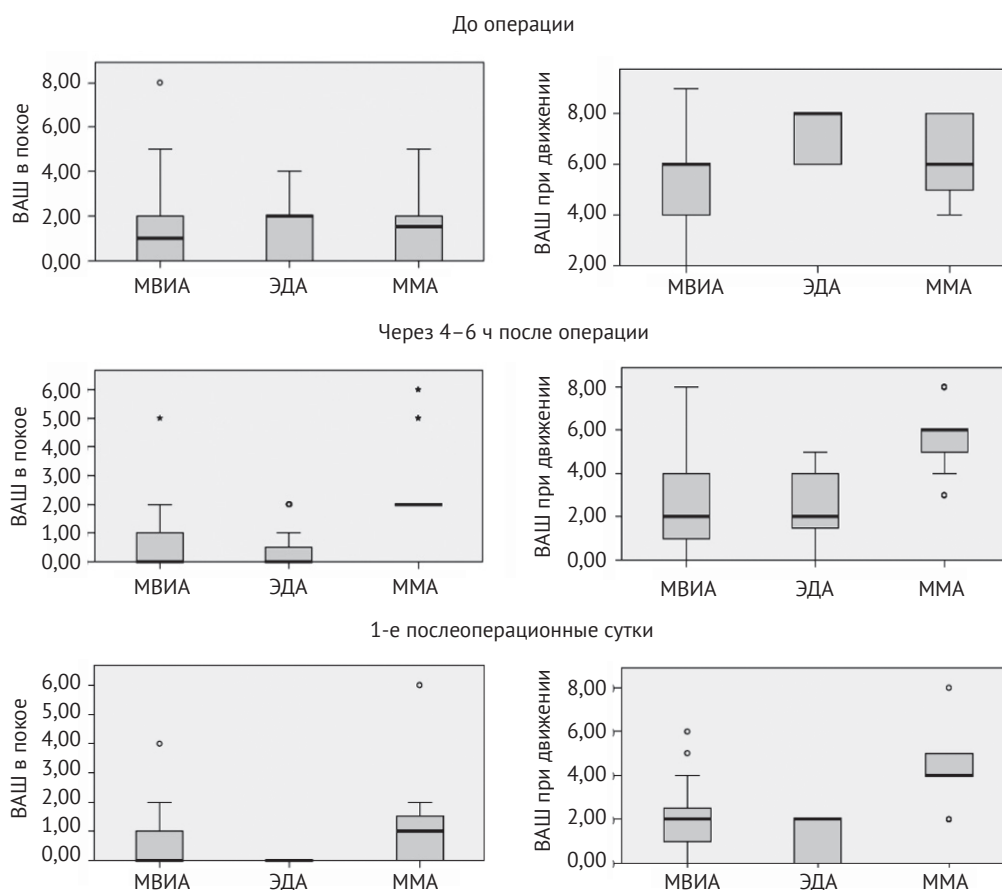 До операции
ВАШ в покое
8,00
6,00
4,00
2,00
0,00
МВИА ЭДА ММА
ВАШ при движении
8,00
6,00
4,00
2,00
МВИА ЭДА ММА
Через 4–6 ч после операции
ВАШ в покое
6,00
5,00
4,00
3,00
2,00
1,00
0,00
МВИА ЭДА ММА
ВАШ при движении
8,00
6,00
4,00
2,00
0,00
МВИА ЭДА ММА
1-е послеоперационные сутки
ВАШ в покое
6,00
5,00
4,00
3,00
2,00
1,00
0,00
МВИА ЭДА ММА
ВАШ при движении
8,00
6,00
4,00
2,00
0,00
МВИА ЭДА ММА